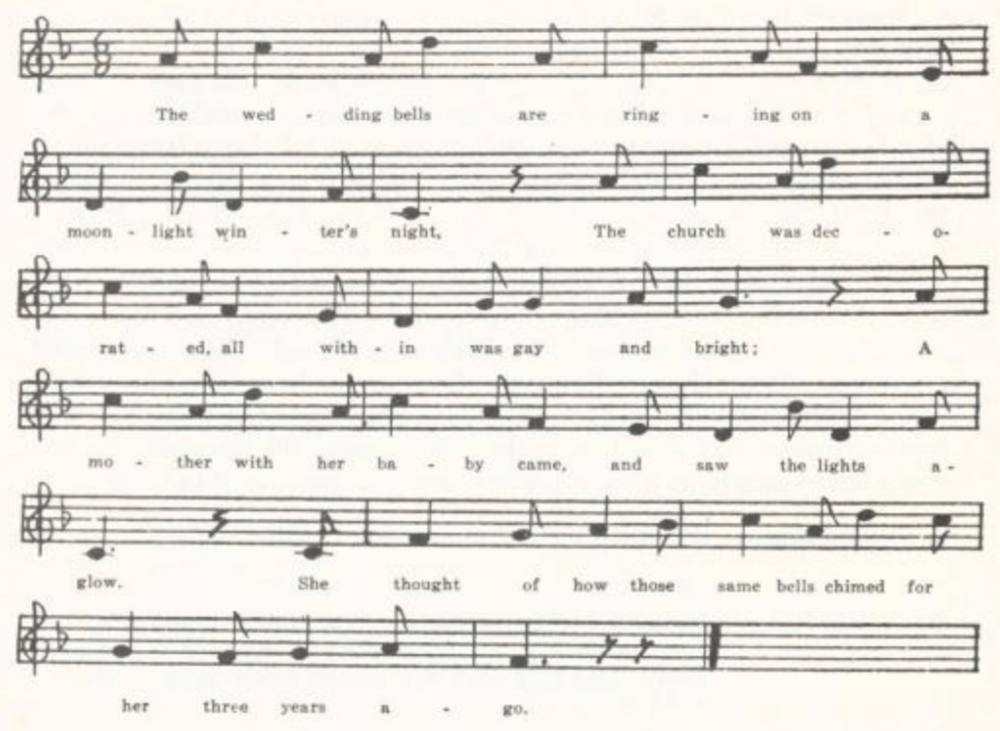 The wed - ding bells are ring - ing on a
moon - light win - ter's night, The church was dec - o-
rat - ed, all with - in was gay and bright; A
mo - ther with her ba - by came, and saw the lights a -
glow. She thought of how those same bells chimed for
her three years a - go.